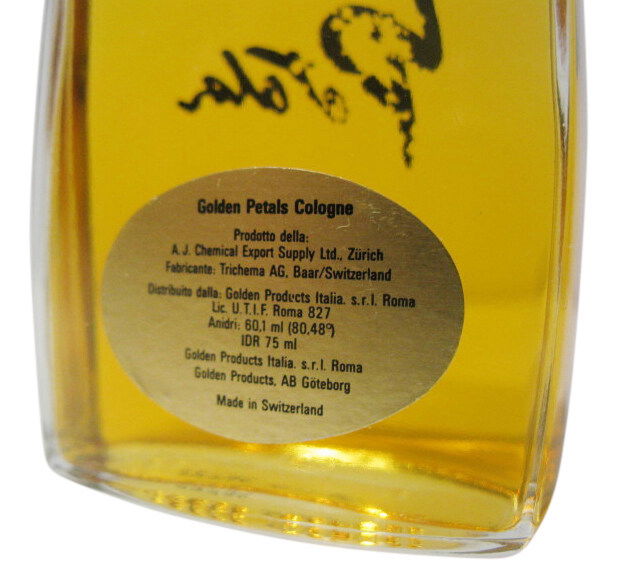 Golden Petals Cologne
Prodotto della:
A.J. Chemical Export Supply Ltd., Zürich
Fabricante: Trichema AG. Baar/Switzerland
Distribuito dalla: Golden Products Italia. s.r.l. Roma
Lic. U.T.I.F. Roma 827
Anidri: 60,1 ml (80,48º)
IDR 75 ml
Golden Products Italia. s.r.l. Roma
Golden Products, AB Göteborg
Made in Switzerland